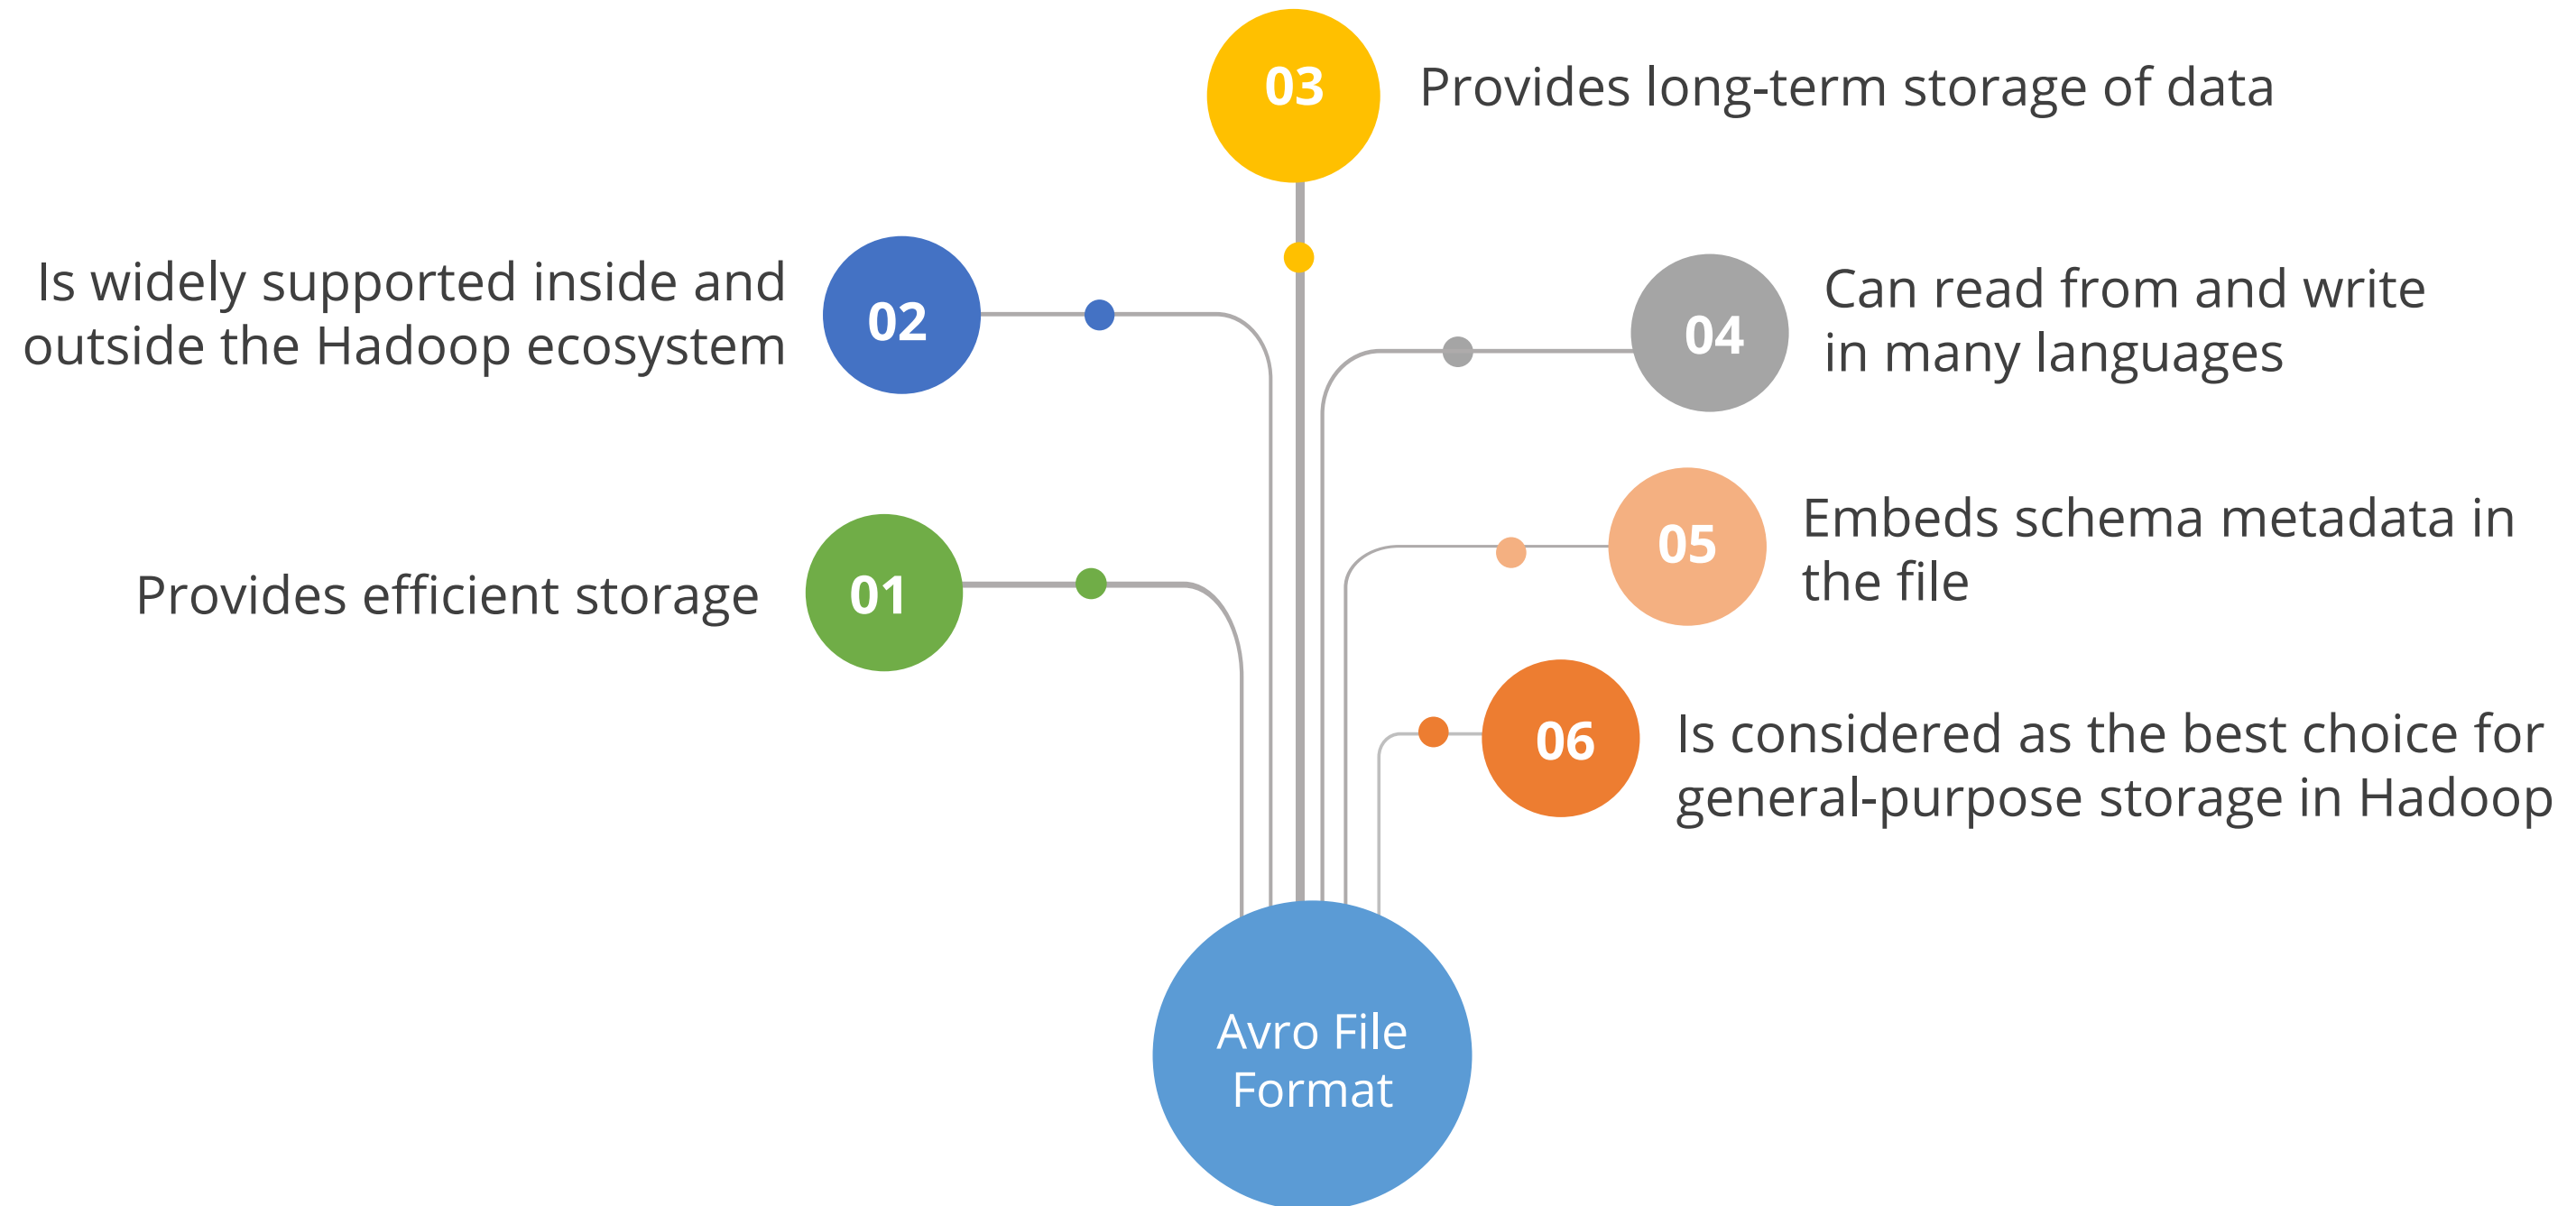 03
Provides long-term storage of data
Is widely supported inside and
outside the Hadoop ecosystem
02
04
Can read from and write
in many languages
Provides efficient storage
01
05
Embeds schema metadata in
the file
06
Is considered as the best choice for
general-purpose storage in Hadoop
Avro File
Format